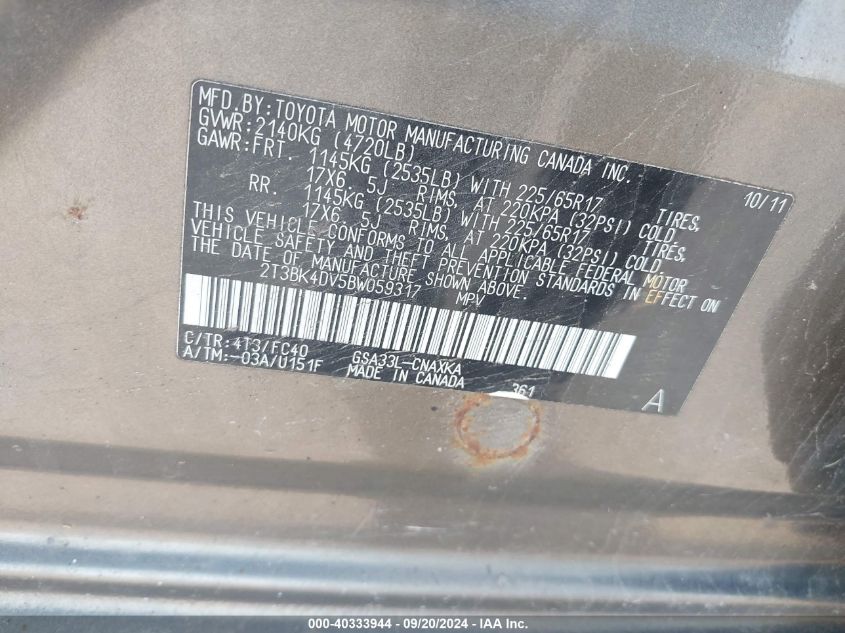 MFD.BY:TOYOTA MOTOR MANUFACTURING CANADA INC. 10/11
GVWR:2140KG (4720LB)
GAWR:FRT. 1145KG (2535LB) WITH 225/65R17 TIRES,
17X6.5J RIMS, AT 220KPA (32PSI) COLD
RR. 1145KG (2535LB) WITH 225/65R17 TIRES,
17X6.5J RIMS, AT 220KPA (32PSI) COLD
THIS VEHICLE CONFORMS TO ALL APPLICABLE FEDERAL MOTOR
VEHICLE SAFETY AND THEFT PREVENTION STANDARDS IN EFFECT ON
THE DATE OF MANUFACTURE SHOWN ABOVE.
2T3BK4DV5BW059317 MPV
C/TR:4T3/FC40 GSA33L-CNAXKA
A/TM:-03A/U151F MADE IN CANADA 361 A
000-40333944 - 09/20/2024 - IAA Inc.